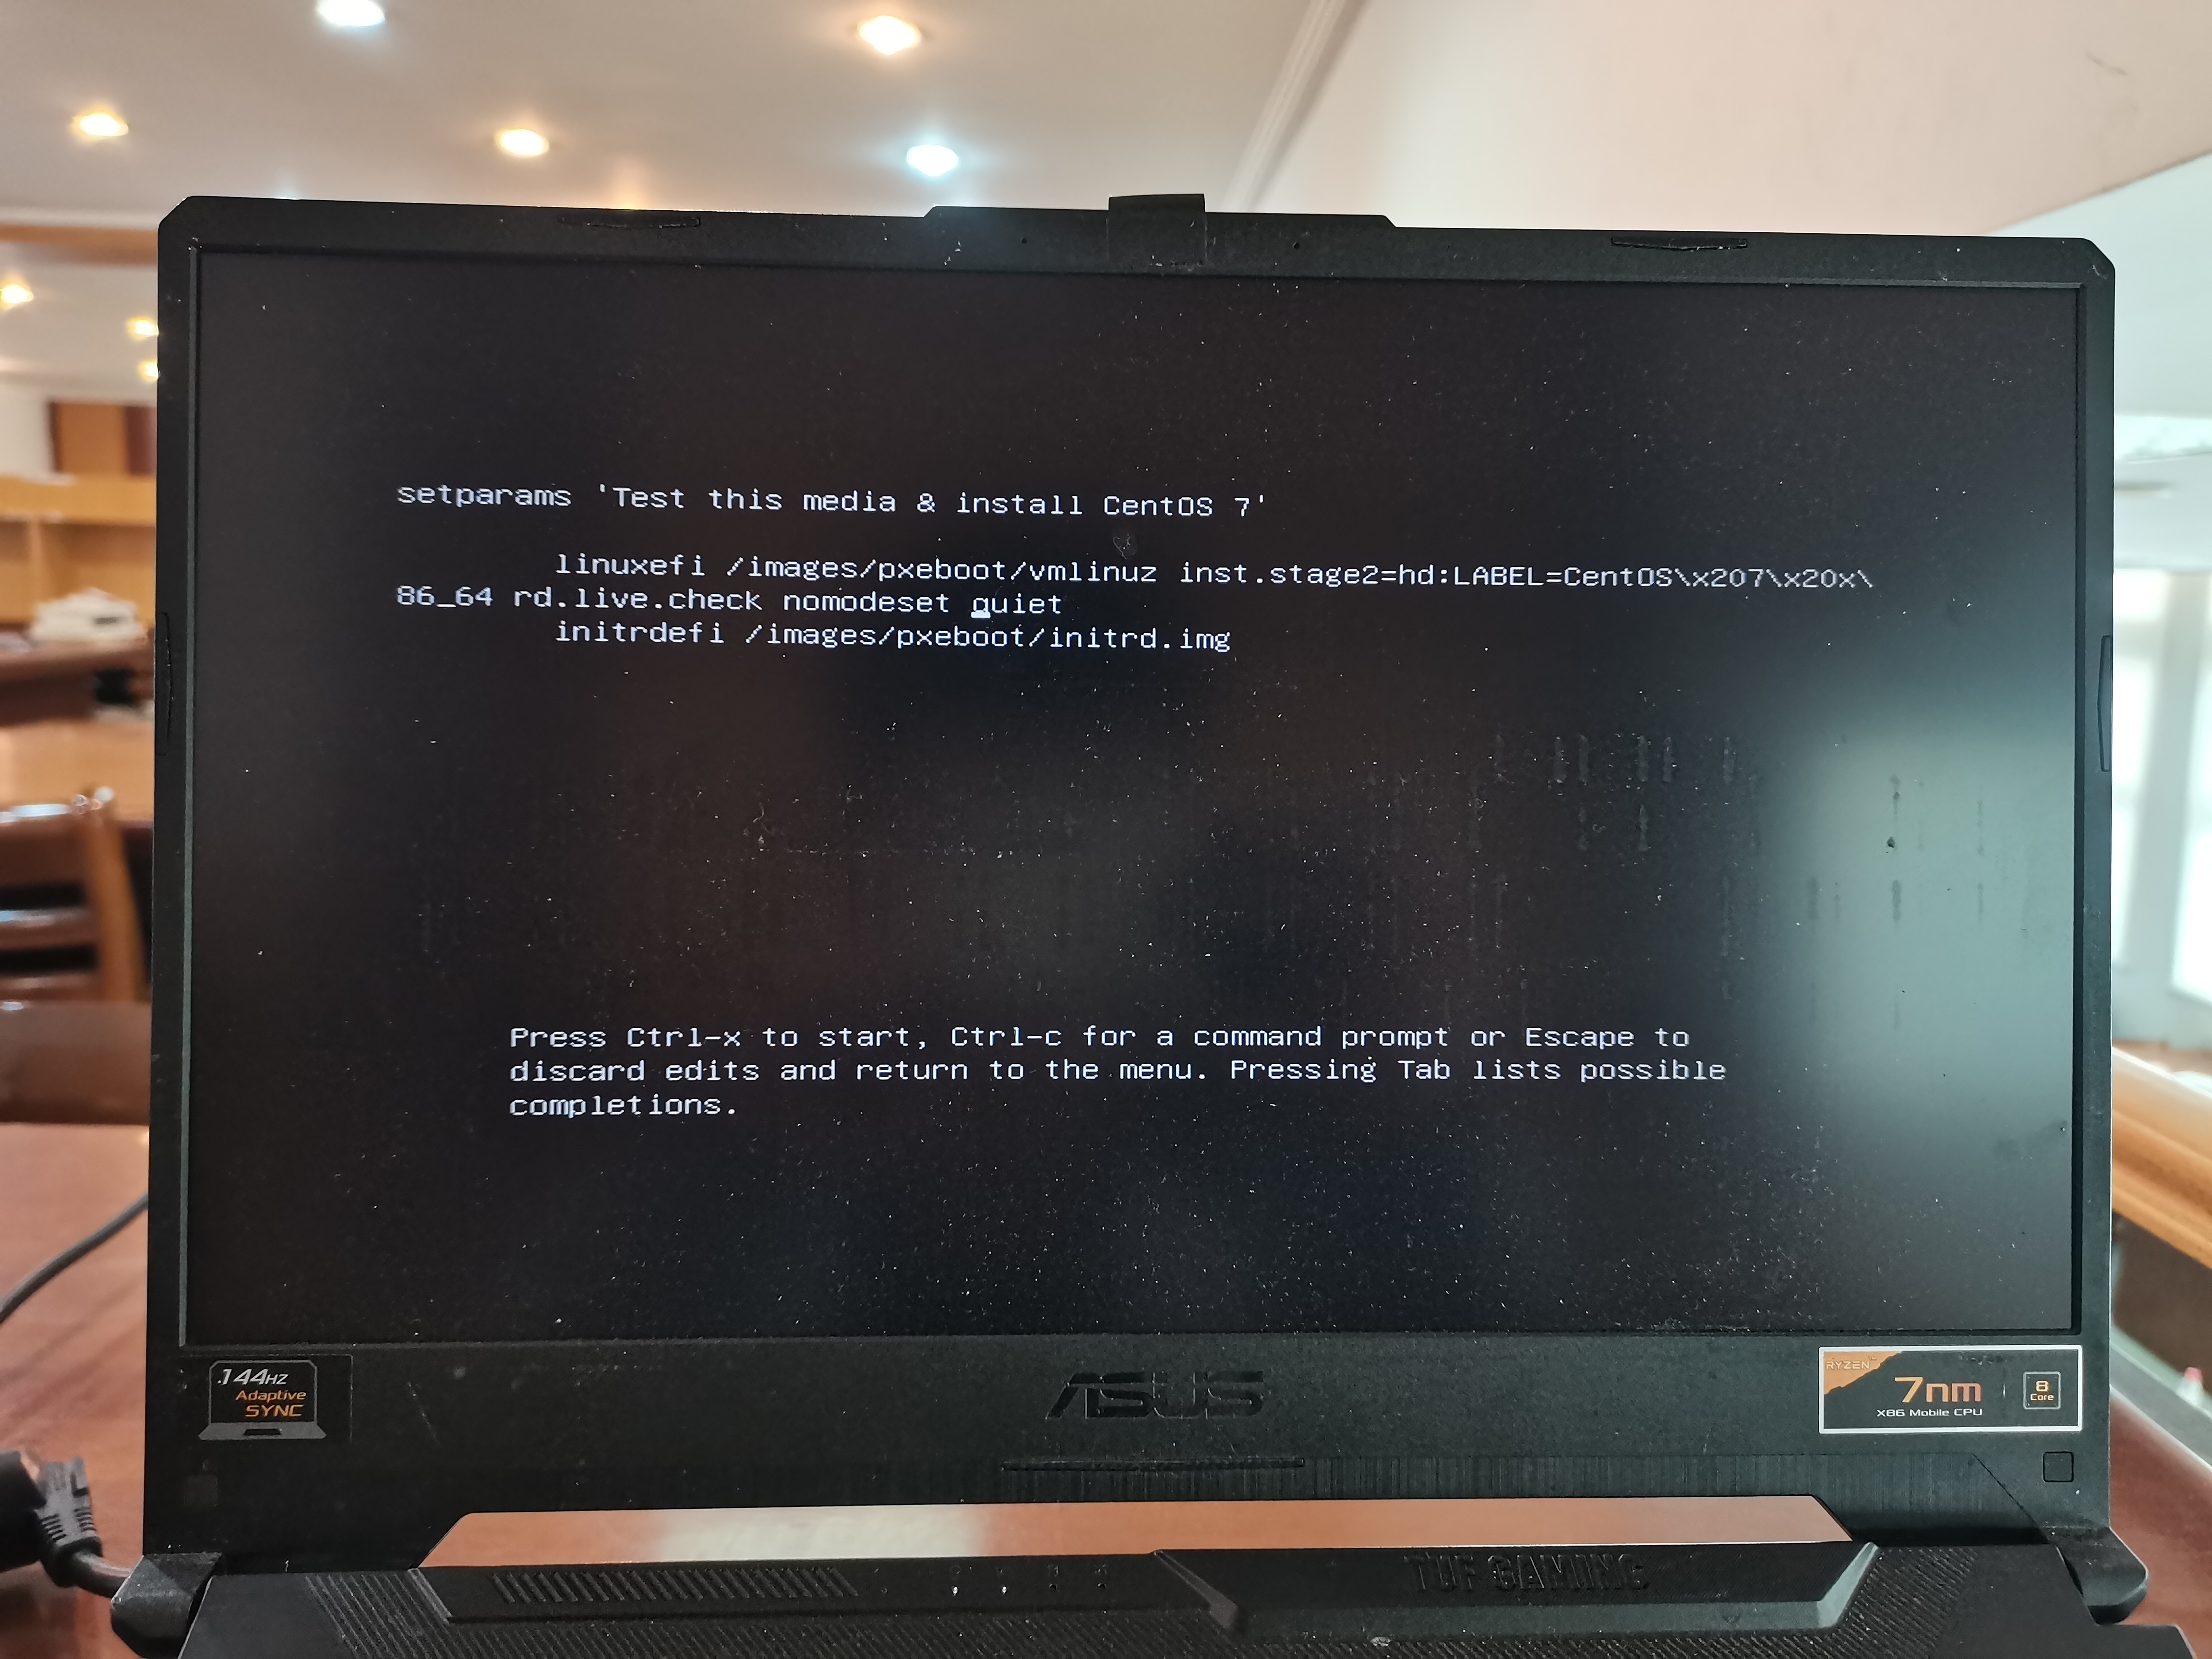 setparams 'Test this media & install CentOS 7'
linuxefi /images/pxeboot/vmlinuz inst.stage2=hd:LABEL=CentOS\x207\x20x\
86_64 rd.live.check nomodeset quiet
initrdefi /images/pxeboot/initrd.img
Press Ctrl-x to start, Ctrl-c for a command prompt or Escape to
discard edits and return to the menu. Pressing Tab lists possible
completions.
144HZ
Adaptive
SYNC
ASUS
RYZEN
7nm
X86 Mobile CPU
8
Core
TUF GAMING